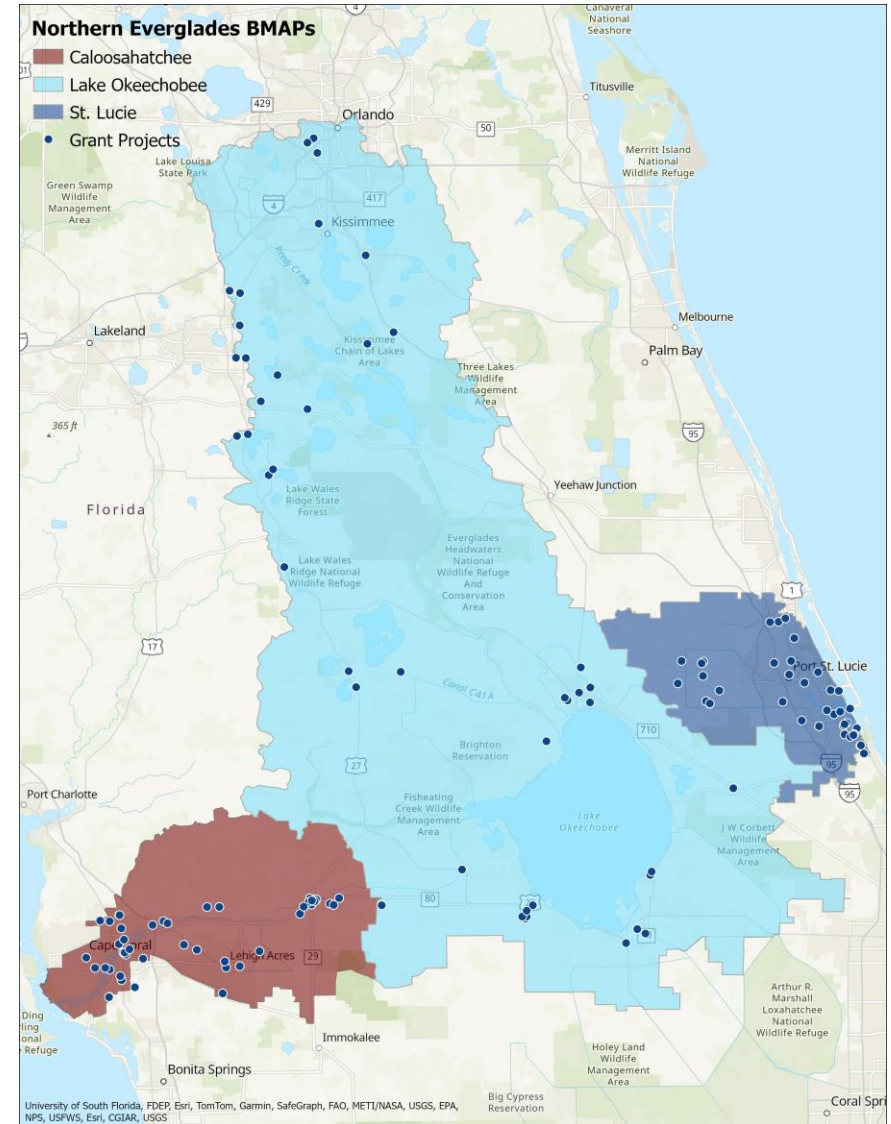 Northern Everglades BMAPs
Caloosahatchee
Lake Okeechobee
St. Lucie
Grant Projects
4
Canaveral
National
Seashore
Titusville
429
Orlando
50
Lake Louisa
State Park
Merritt Island
National
Wildlife Refuge
Green Swamp
Wildlife
Management
Area
417
4
Kissimmee
Reedy Creek
Melbourne
Lakeland
Palm Bay
Kissimmee
Chain of Lakes
Area
Three Lakes
Wildlife
Management
Area
365 ft
95
Yeehaw Junction
Lake Wales
Ridge State
Forest
Florida
Everglades
Headwaters
National
Wildlife Refuge
And
Conservation
Area
Lake Wales
Ridge National
Wildlife Refuge
1
17
Port St. Lucie
Canal C41A
710
Brighton
Reservation
27
95
95
Port Charlotte
Fisheating
Creek Wildlife
Management
Area
Lake
Okeechobee
J W Corbett
Wildlife
Management
Area
80
Cape Coral
Lehigh Acres
29
Arthur R.
Marshall
Loxahatchee
National
Wildlife Refuge
Ding
rling
onal
Refuge
Immokalee
Holey Land
Wildlife
Management
Area
Bonita Springs
Big Cypress
Reservation
Coral Spri
University of South Florida, FDEP, Esri, TomTom, Garmin, SafeGraph, FAO, METI/NASA, USGS, EPA,
NPS, USFWS, Esri, CGIAR, USGS